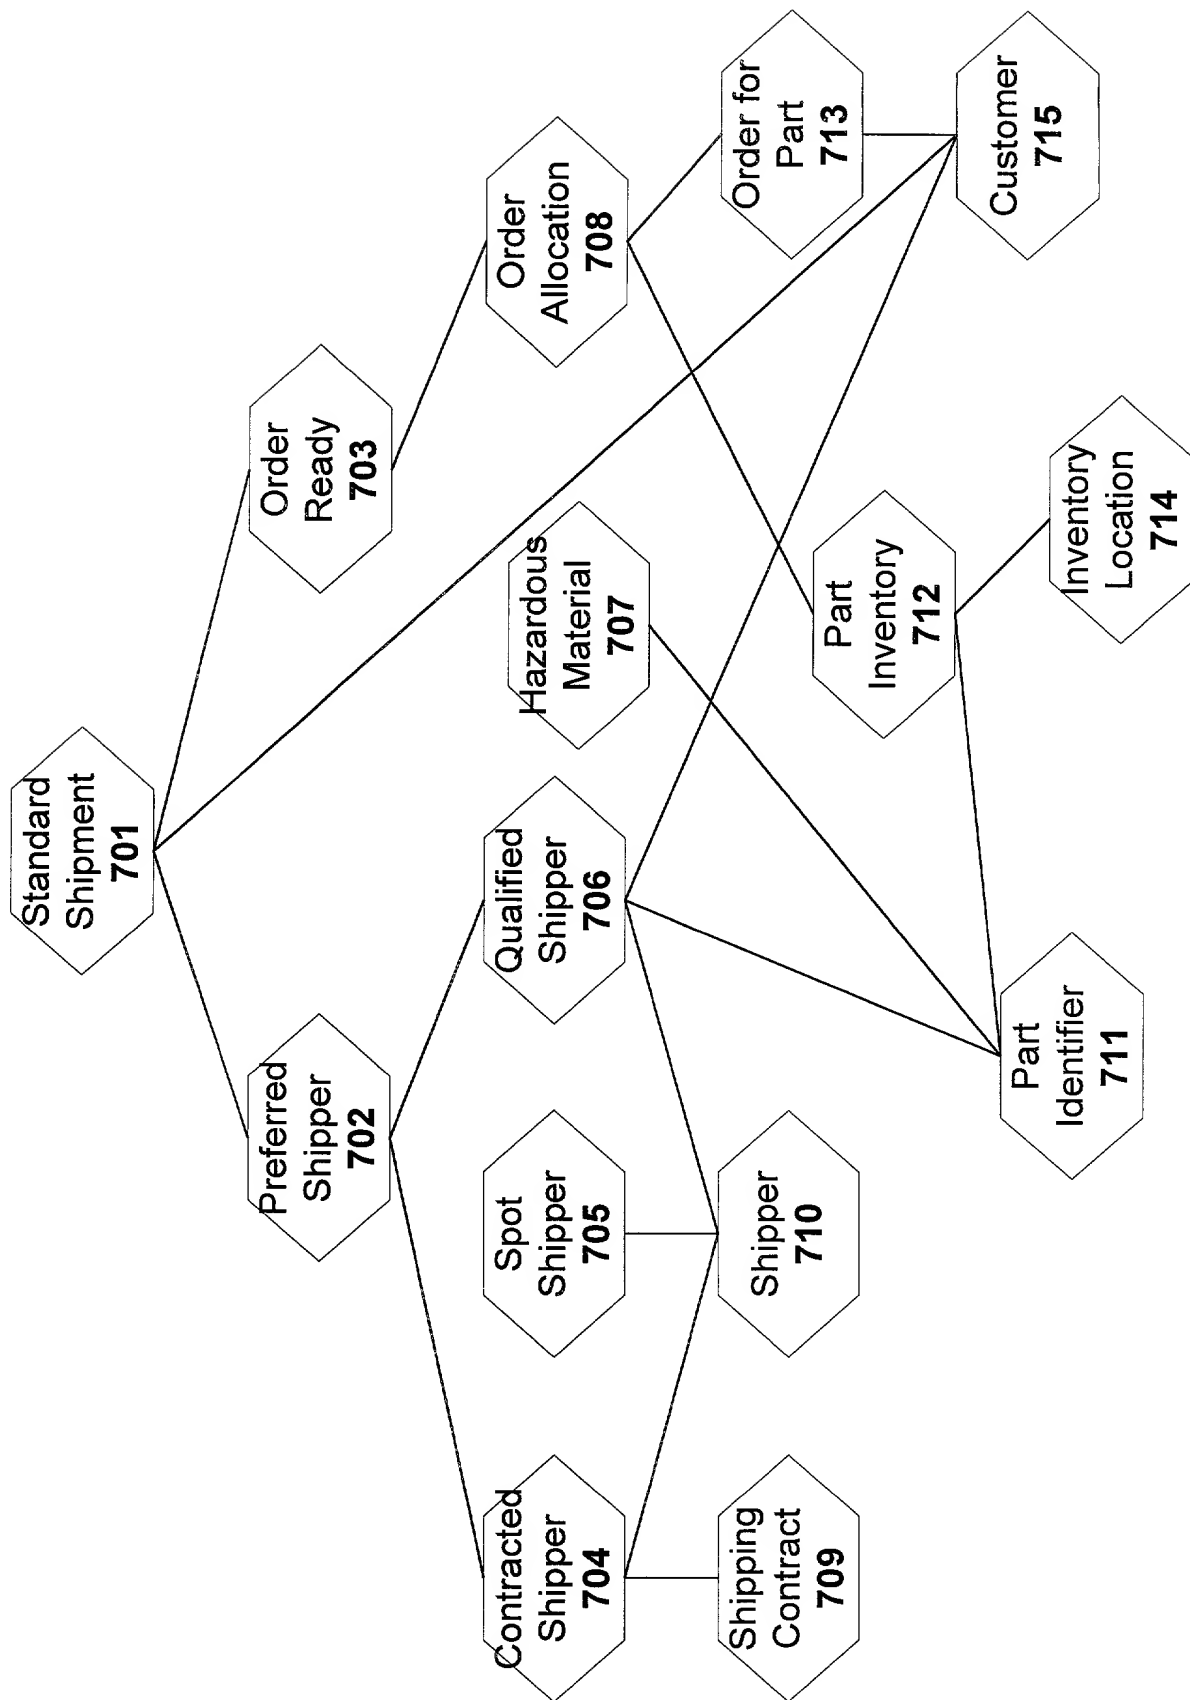 Standard
Shipment
701
Preferred
Shipper
702
Order
Ready
703
Contracted
Shipper
704
Spot
Shipper
705
Qualified
Shipper
706
Hazardous
Material
707
Order
Allocation
708
Shipping
Contract
709
Shipper
710
Part
Identifier
711
Part
Inventory
712
Order for
Part
713
Inventory
Location
714
Customer
715